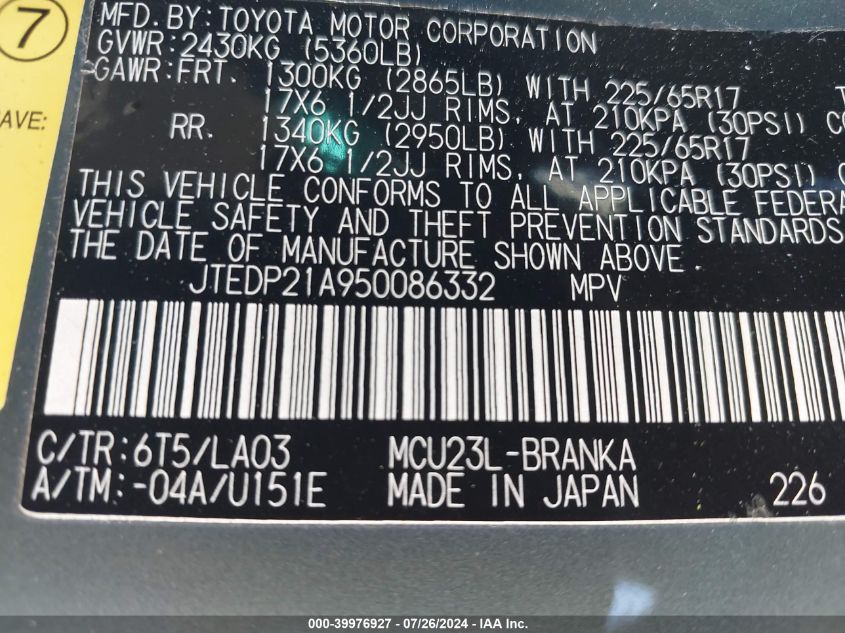 7
AVE:
MFD. BY: TOYOTA MOTOR CORPORATION
GVWR: 2430KG (5360LB)
GAWR: FRT. 1300KG (2865LB) WITH 225/65R17
17X6 1/2JJ RIMS, AT 210KPA (30PSI)
RR. 1340KG (2950LB) WITH 225/65R17
17X6 1/2JJ RIMS, AT 210KPA (30PSI)
THIS VEHICLE CONFORMS TO ALL APPLICABLE FEDERA
VEHICLE SAFETY AND THEFT PREVENTION STANDARDS
THE DATE OF MANUFACTURE SHOWN ABOVE.
JTEDP21A950086332 MPV
C/TR: 6T5/LA03 MCU23L-BRANKA
A/TM: -04A/U151E MADE IN JAPAN 226
000-39976927 - 07/26/2024 - IAA Inc.